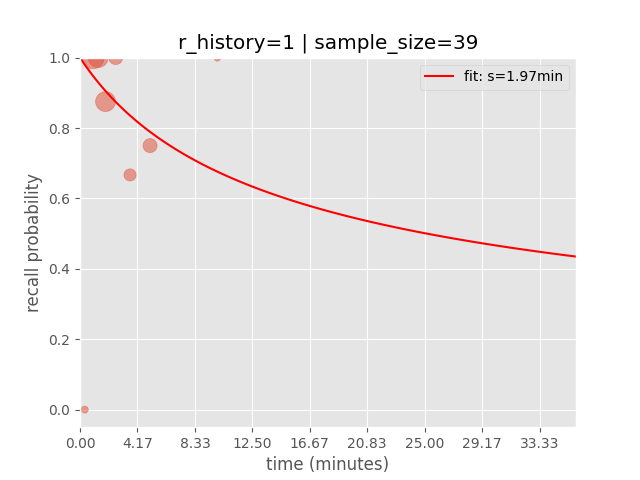 r_history=1 | sample_size=39
fit: s=1.97min
1.0
0.8
0.6
0.4
0.2
0.0
recall probability
0.00 4.17 8.33 12.50 16.67 20.83 25.00 29.17 33.33
time (minutes)